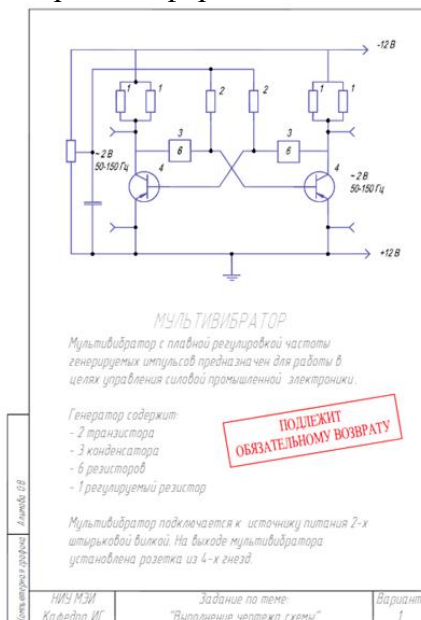 -12 В
1
1
2
2
1
1
3
3
~ 2 В
50-150 Гц
6
6
4
4
~ 2 В
50-150 Гц
+12 В
МУЛЬТИВИБРАТОР
Мультивибратор с плавной регулировкой частоты
генерируемых импульсов предназначен для работы в
целях управления силовой промышленной электроники.
Генератор содержит:
- 2 транзистора
- 3 конденсатора
- 6 резисторов
- 1 регулируемый резистор
ПОДЛЕЖИТ
ОБЯЗАТЕЛЬНОМУ ВОЗВРАТУ
Мультивибратор подключается к источнику питания 2-х
штырьковой вилкой. На выходе мультивибратора
установлена розетка из 4-х гнезд.
графика
НИУ МЭИ
Кафедра ИГ
Задание по теме:
"Выполнение чертежа схемы"
Вариант
1